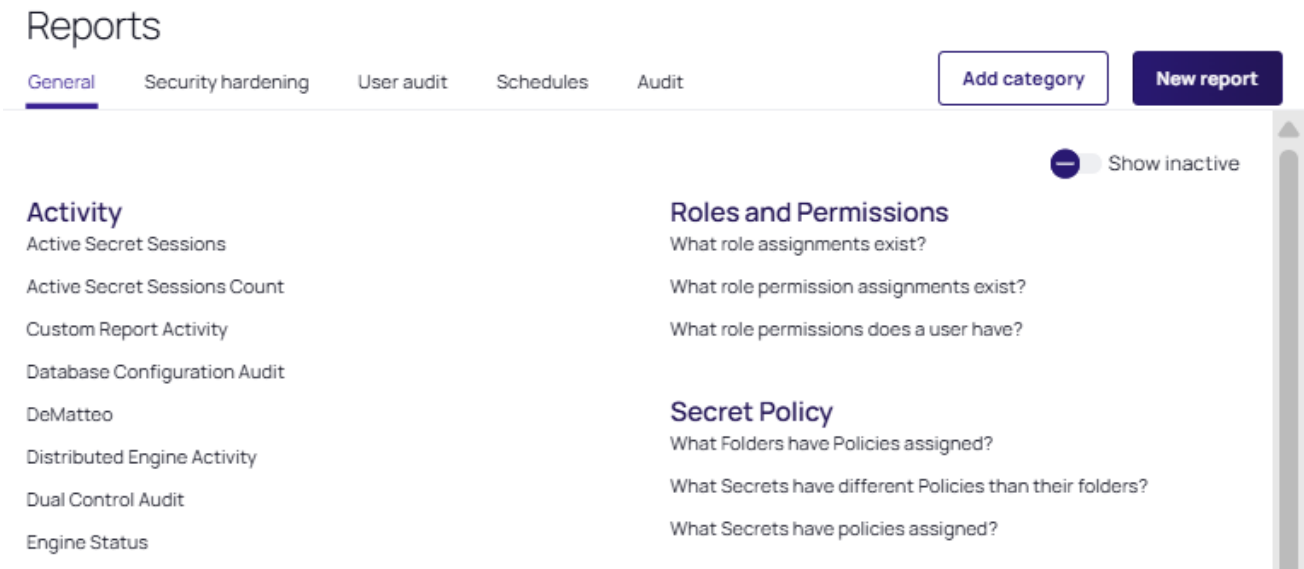 Reports
General
Security hardening
User audit
Schedules
Audit
Add category
New report
Show inactive
Activity
Active Secret Sessions
Active Secret Sessions Count
Custom Report Activity
Database Configuration Audit
DeMatteo
Distributed Engine Activity
Dual Control Audit
Engine Status
Roles and Permissions
What role assignments exist?
What role permission assignments exist?
What role permissions does a user have?
Secret Policy
What Folders have Policies assigned?
What Secrets have different Policies than their folders?
What Secrets have policies assigned?